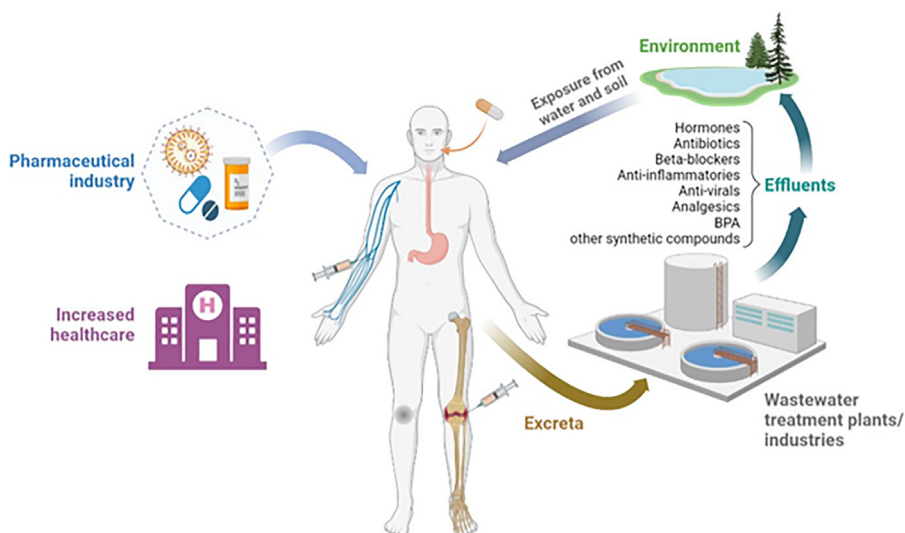 Environment
Exposure from
water and soil
Pharmaceutical
industry
Hormones
Antibiotics
Beta-blockers
Anti-inflammatories
Anti-virals
Analgesics
BPA
other synthetic compounds
Effluents
Increased
healthcare
H
Excreta
Wastewater
treatment plants/
industries